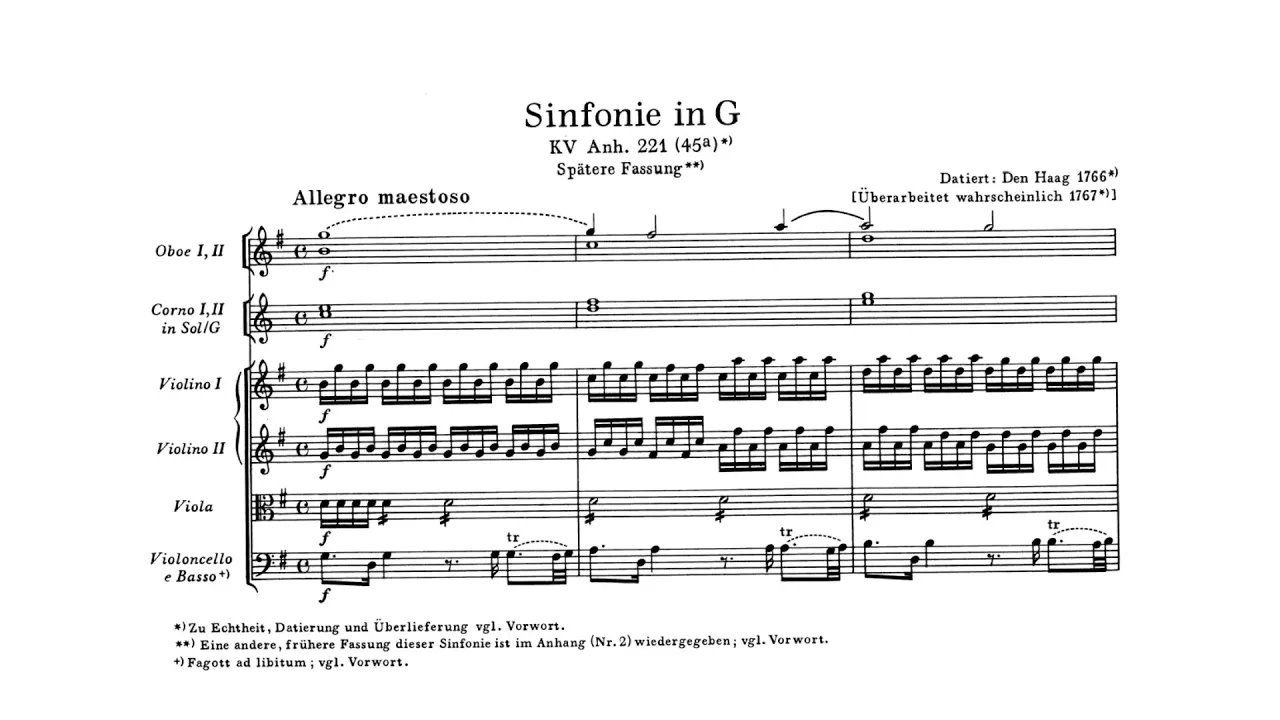 Sinfonie in G
KV Anh. 221 (45a)*)
Spätere Fassung**)
Datiert: Den Haag 1766*)
Allegro maestoso
[Überarbeitet wahrscheinlich 1767*)]
Oboe I, II
f
Corno I, II
in Sol/G
f
Violino I
f
Violino II
f
Viola
f
tr
tr
tr
Violoncello
e Basso+)
f
*) Zu Echtheit, Datierung und Überlieferung vgl. Vorwort.
**) Eine andere, frühere Fassung dieser Sinfonie ist im Anhang (Nr. 2) wiedergegeben; vgl. Vorwort.
+) Fagott ad libitum; vgl. Vorwort.